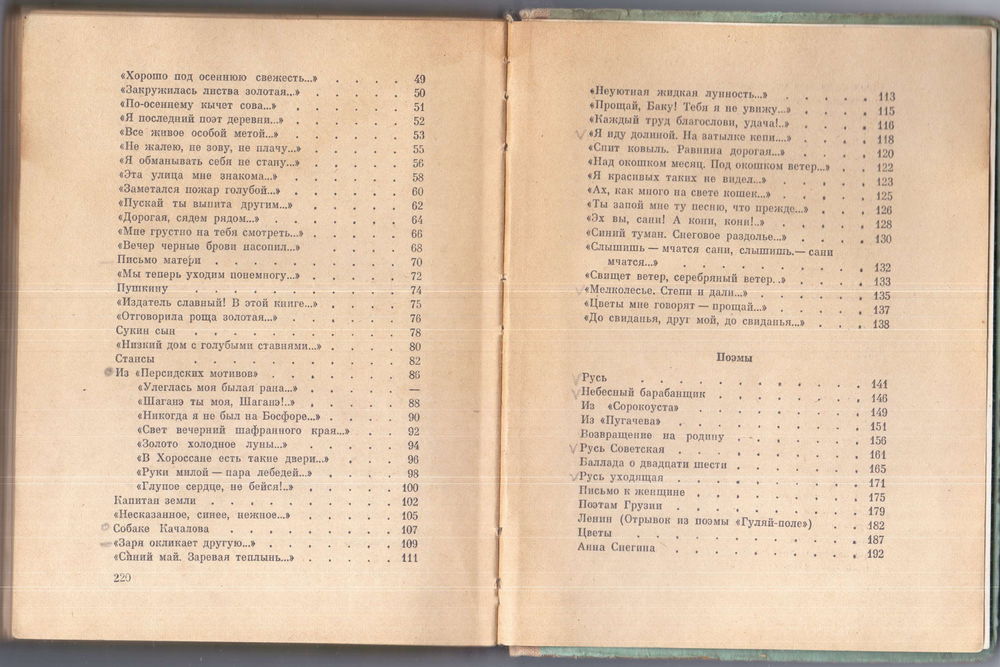 «Хорошо под осеннюю свежесть...» . . . . 49
«Закружилась листва золотая...» . . . . 50
«По-осеннему кычет сова...» . . . . 51
«Я последний поэт деревни...» . . . . 52
«Все живое особой метой...» . . . . 53
«Не жалею, не зову, не плачу...» . . . . 55
«Я обманывать себя не стану...» . . . . 56
«Эта улица мне знакома...» . . . . 58
«Заметался пожар голубой...» . . . . 60
«Пускай ты выпита другим...» . . . . 62
«Дорогая, сядем рядом...» . . . . 64
«Мне грустно на тебя смотреть...» . . . . 66
«Вечер черные брови насопил...» . . . . 68
Письмо матери . . . . 70
«Мы теперь уходим понемногу...» . . . . 72
Пушкину . . . . 74
«Издатель славный! В этой книге...» . . . . 75
«Отговорила роща золотая...» . . . . 76
Сукин сын . . . . 78
«Низкий дом с голубыми ставнями...» . . . . 80
Стансы . . . . 82
Из «Персидских мотивов» . . . . 86
«Улеглась моя былая рана...» . . . . —
«Шаганэ ты моя, Шаганэ!..» . . . . 88
«Никогда я не был на Босфоре...» . . . . 90
«Свет вечерний шафранного края...» . . . 92
«Золото холодное луны...» . . . . 94
«В Хороссане есть такие двери...» . . . . 96
«Руки милой — пара лебедей...» . . . . 98
«Глупое сердце, не бейся!..» . . . . 100
Капитан земли . . . . 102
«Несказанное, синее, нежное...» . . . . 105
Собаке Качалова . . . . 107
«Заря окликает другую...» . . . . 109
«Синий май. Заревая теплынь...» . . . . 111
220
«Неуютная жидкая лунность...» . . . . 113
«Прощай, Баку! Тебя я не увижу...» . . . . 115
«Каждый труд благослови, удача!..» . . . . 116
«Я иду долиной. На затылке кепи....» . . . 118
«Спит ковыль. Равнина дорогая...» . . . . 120
«Над окошком месяц. Под окошком ветер...» . 122
«Я красивых таких не видел...» . . . . 123
«Ах, как много на свете кошек...» . . . . 125
«Ты запой мне ту песню, что прежде...» . . . 126
«Эх вы, сани! А кони, кони!..» . . . . 128
«Синий туман. Снеговое раздолье...» . . . . 130
«Слышишь — мчатся сани, слышишь.— сани
мчатся...» . . . . 132
«Свищет ветер, серебряный ветер..» . . . . 133
«Мелколесье. Степи и дали...» . . . . 135
«Цветы мне говорят — прощай...» . . . . 137
«До свиданья, друг мой, до свиданья...» . . . 138
Поэмы
Русь . . . . 141
Небесный барабанщик . . . . 146
Из «Сорокоуста» . . . . 149
Из «Пугачева» . . . . 151
Возвращение на родину . . . . 156
Русь Советская . . . . 161
Баллада о двадцати шести . . . . 165
Русь уходящая . . . . 171
Письмо к женщине . . . . 175
Поэтам Грузии . . . . 179
Ленин (Отрывок из поэмы «Гуляй-поле») . . . 182
Цветы . . . . 187
Анна Снегина . . . . 192